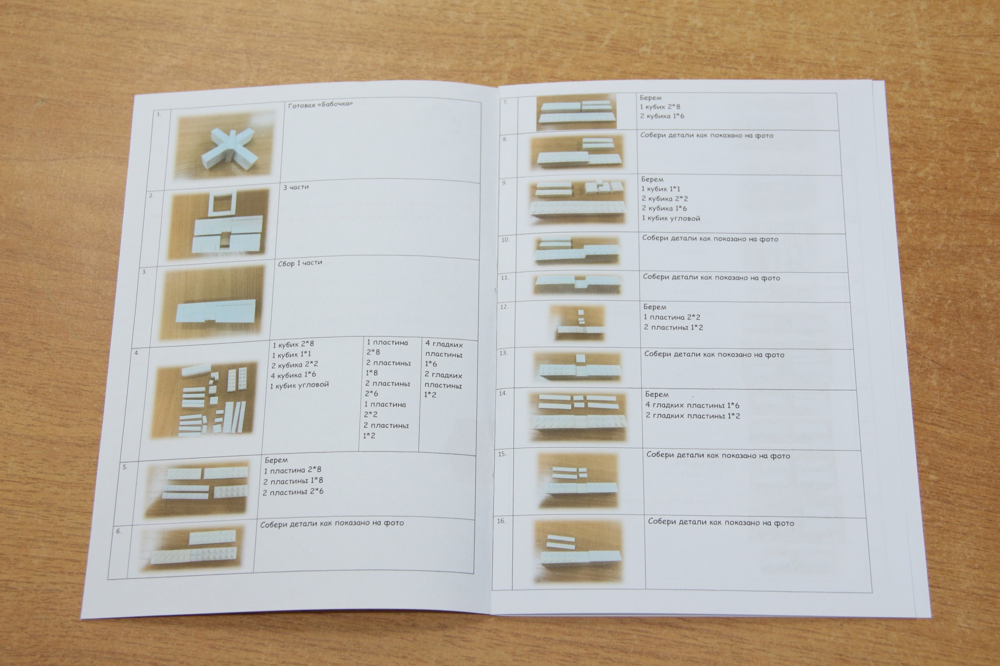 1.
Готовая «Бабочка»
2.
3 части
3.
Сбор 1 части
4.
1 кубик 2*8
1 кубик 1*1
2 кубика 2*2
4 кубика 1*6
1 кубик угловой
1 пластина
2*8
2 пластины
1*8
2 пластины
2*6
1 пластина
2*2
2 пластины
1*2
4 гладких
пластины
1*6
2 гладких
пластины
1*2
5.
Берем
1 пластина 2*8
2 пластины 1*8
2 пластины 2*6
6.
Собери детали как показано на фото
7.
Берем
1 кубик 2*8
2 кубика 1*6
8.
Собери детали как показано на фото
9.
Берем
1 кубик 1*1
2 кубика 2*2
2 кубика 1*6
1 кубик угловой
10.
Собери детали как показано на фото
11.
Собери детали как показано на фото
12.
Берем
1 пластина 2*2
2 пластины 1*2
13.
Собери детали как показано на фото
14.
Берем
4 гладких пластины 1*6
2 гладких пластины 1*2
15.
Собери детали как показано на фото
16.
Собери детали как показано на фото